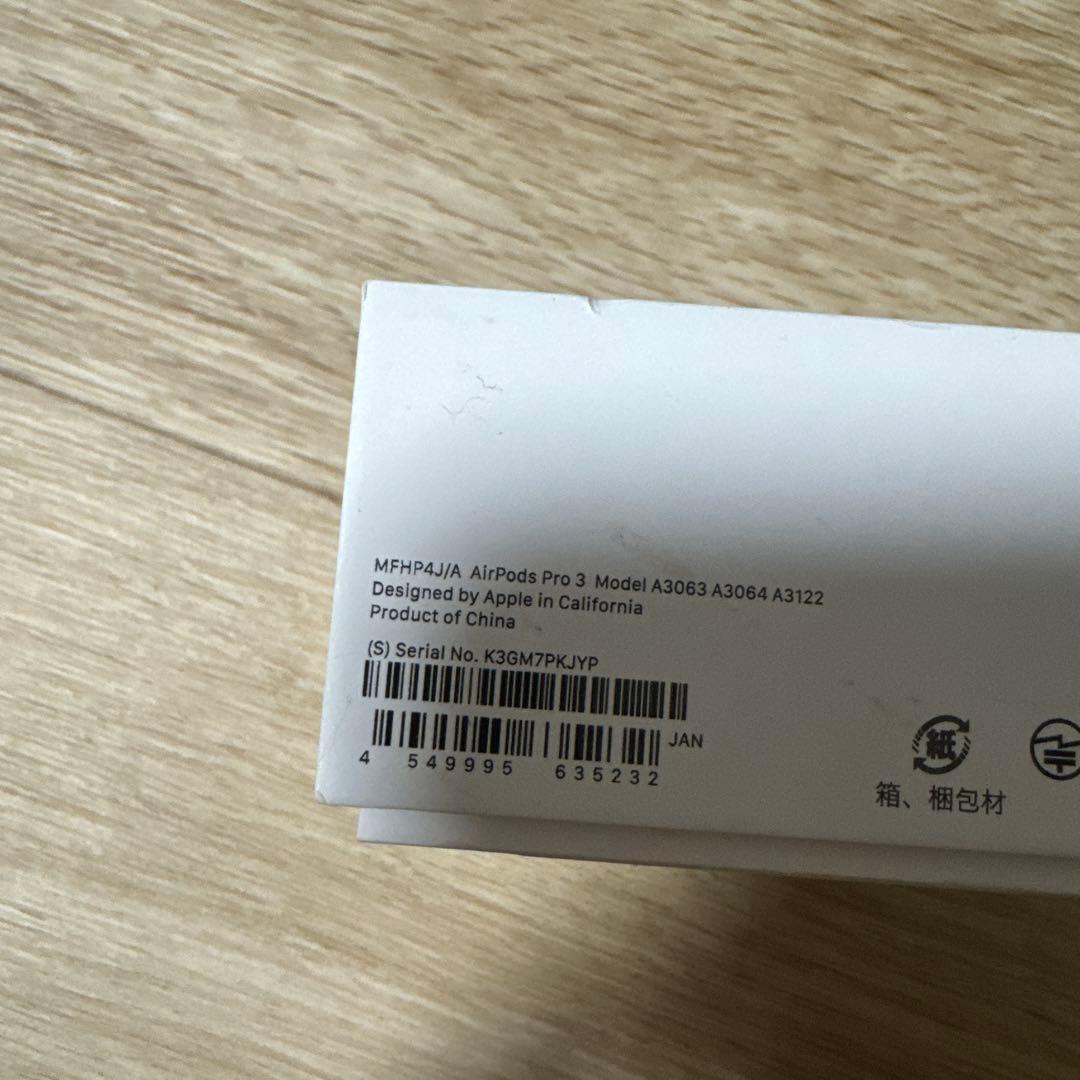 MFHP4J/A AirPods Pro 3 Model A3063 A3064 A3122
Designed by Apple in California
Product of China
(S) Serial No. K3GM7PKJYP
JAN
4 549995 635232
紙
箱、梱包材